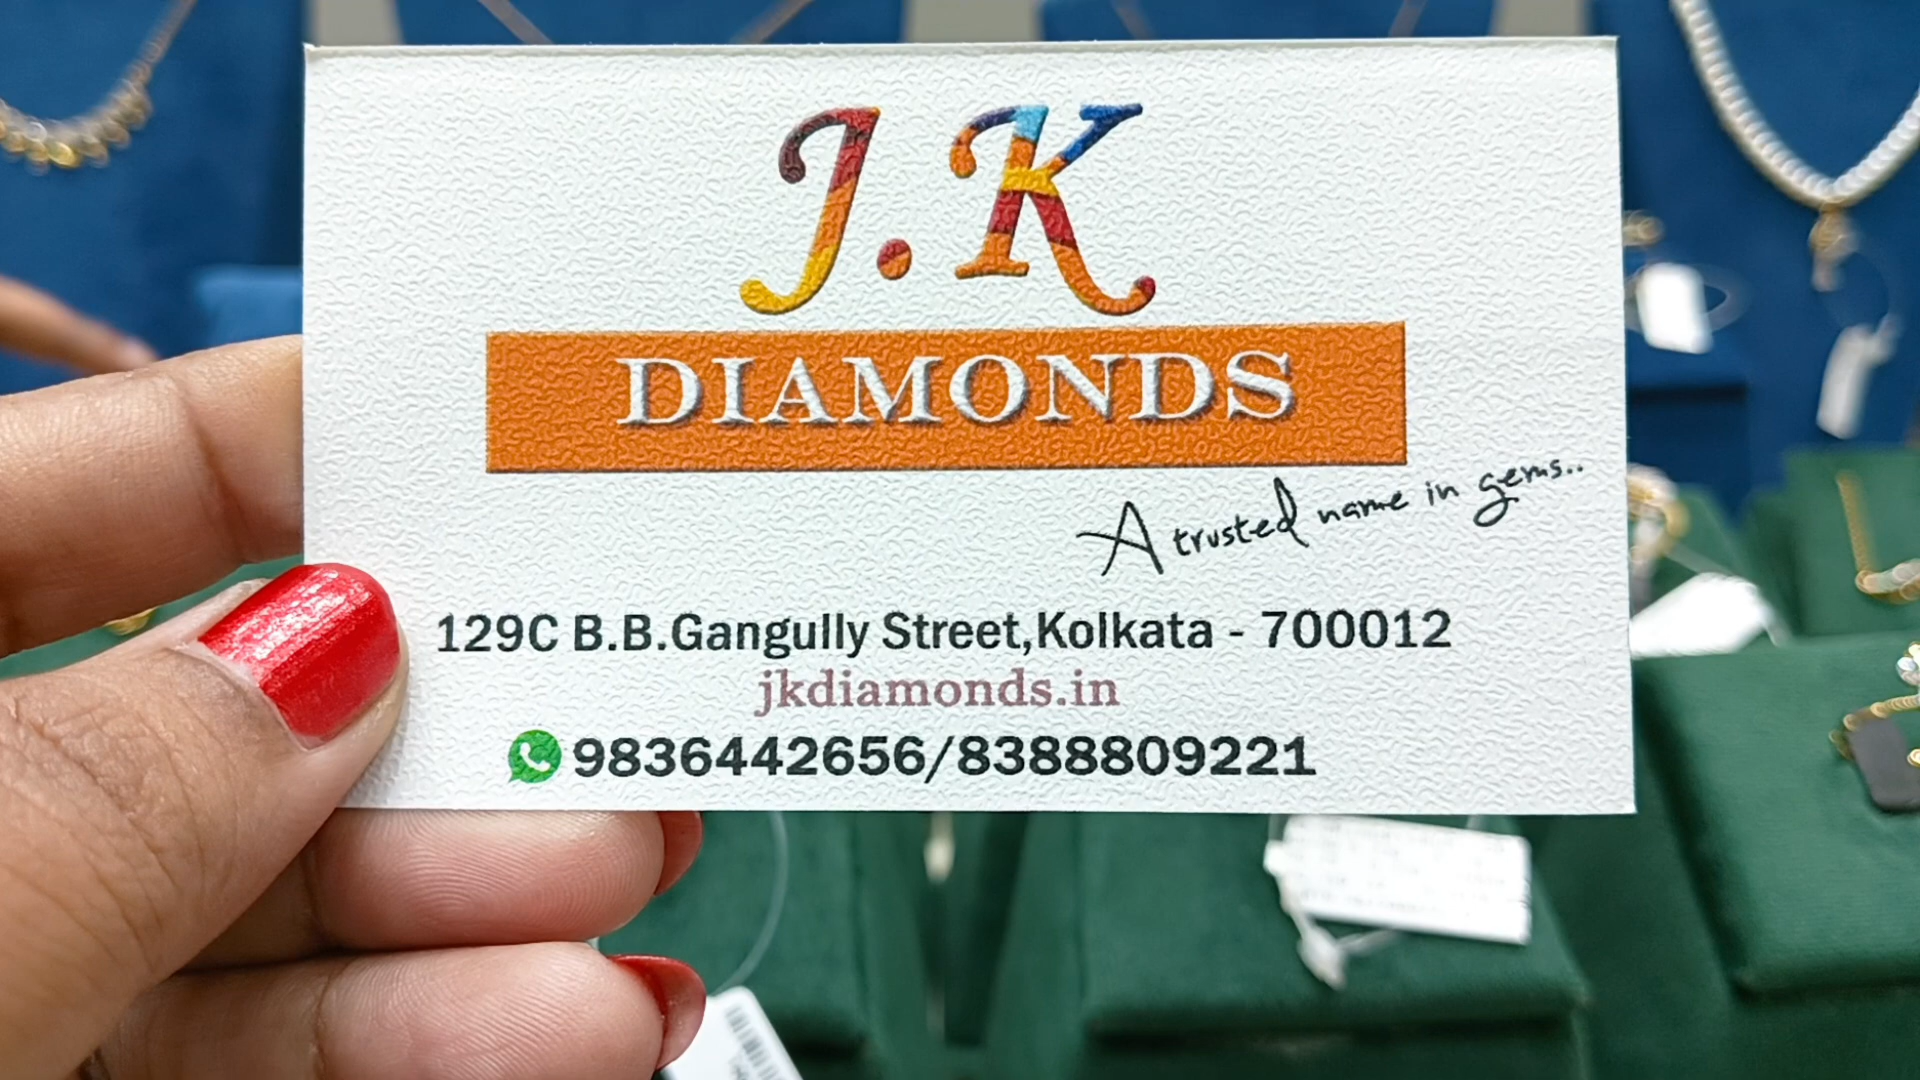 J.K
DIAMONDS
A trusted name in gems..
129C B.B.Gangully Street,Kolkata - 700012
jkdiamonds.in
9836442656/8388809221